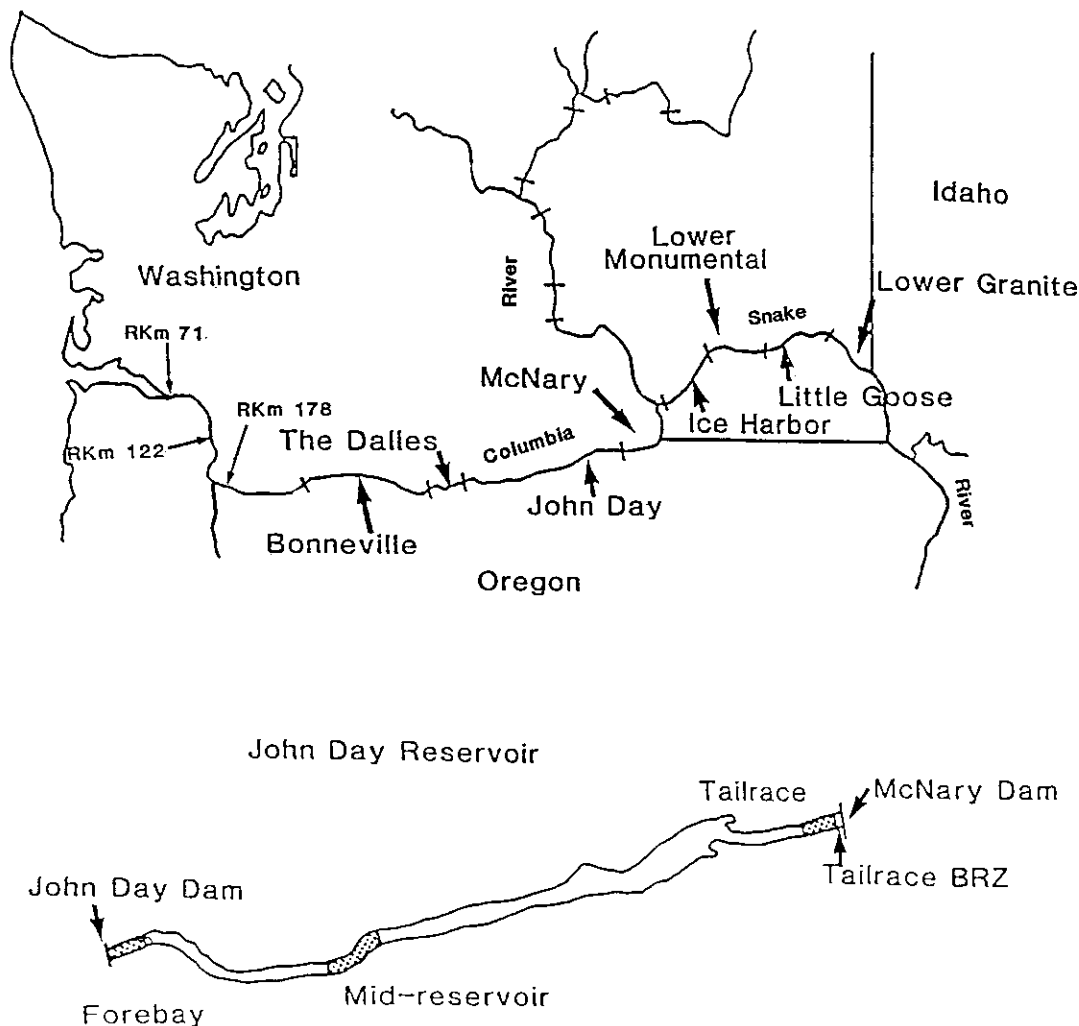 Idaho
Lower
Monumental
River
Washington
Lower Granite
Snake
RKm 71
McNary
Little Goose
RKm 178
Ice Harbor
The Dalles
Columbia
RKm 122
River
John Day
Bonneville
Oregon
John Day Reservoir
Tailrace
McNary Dam
Tailrace BRZ
John Day Dam
Mid-reservoir
Forebay